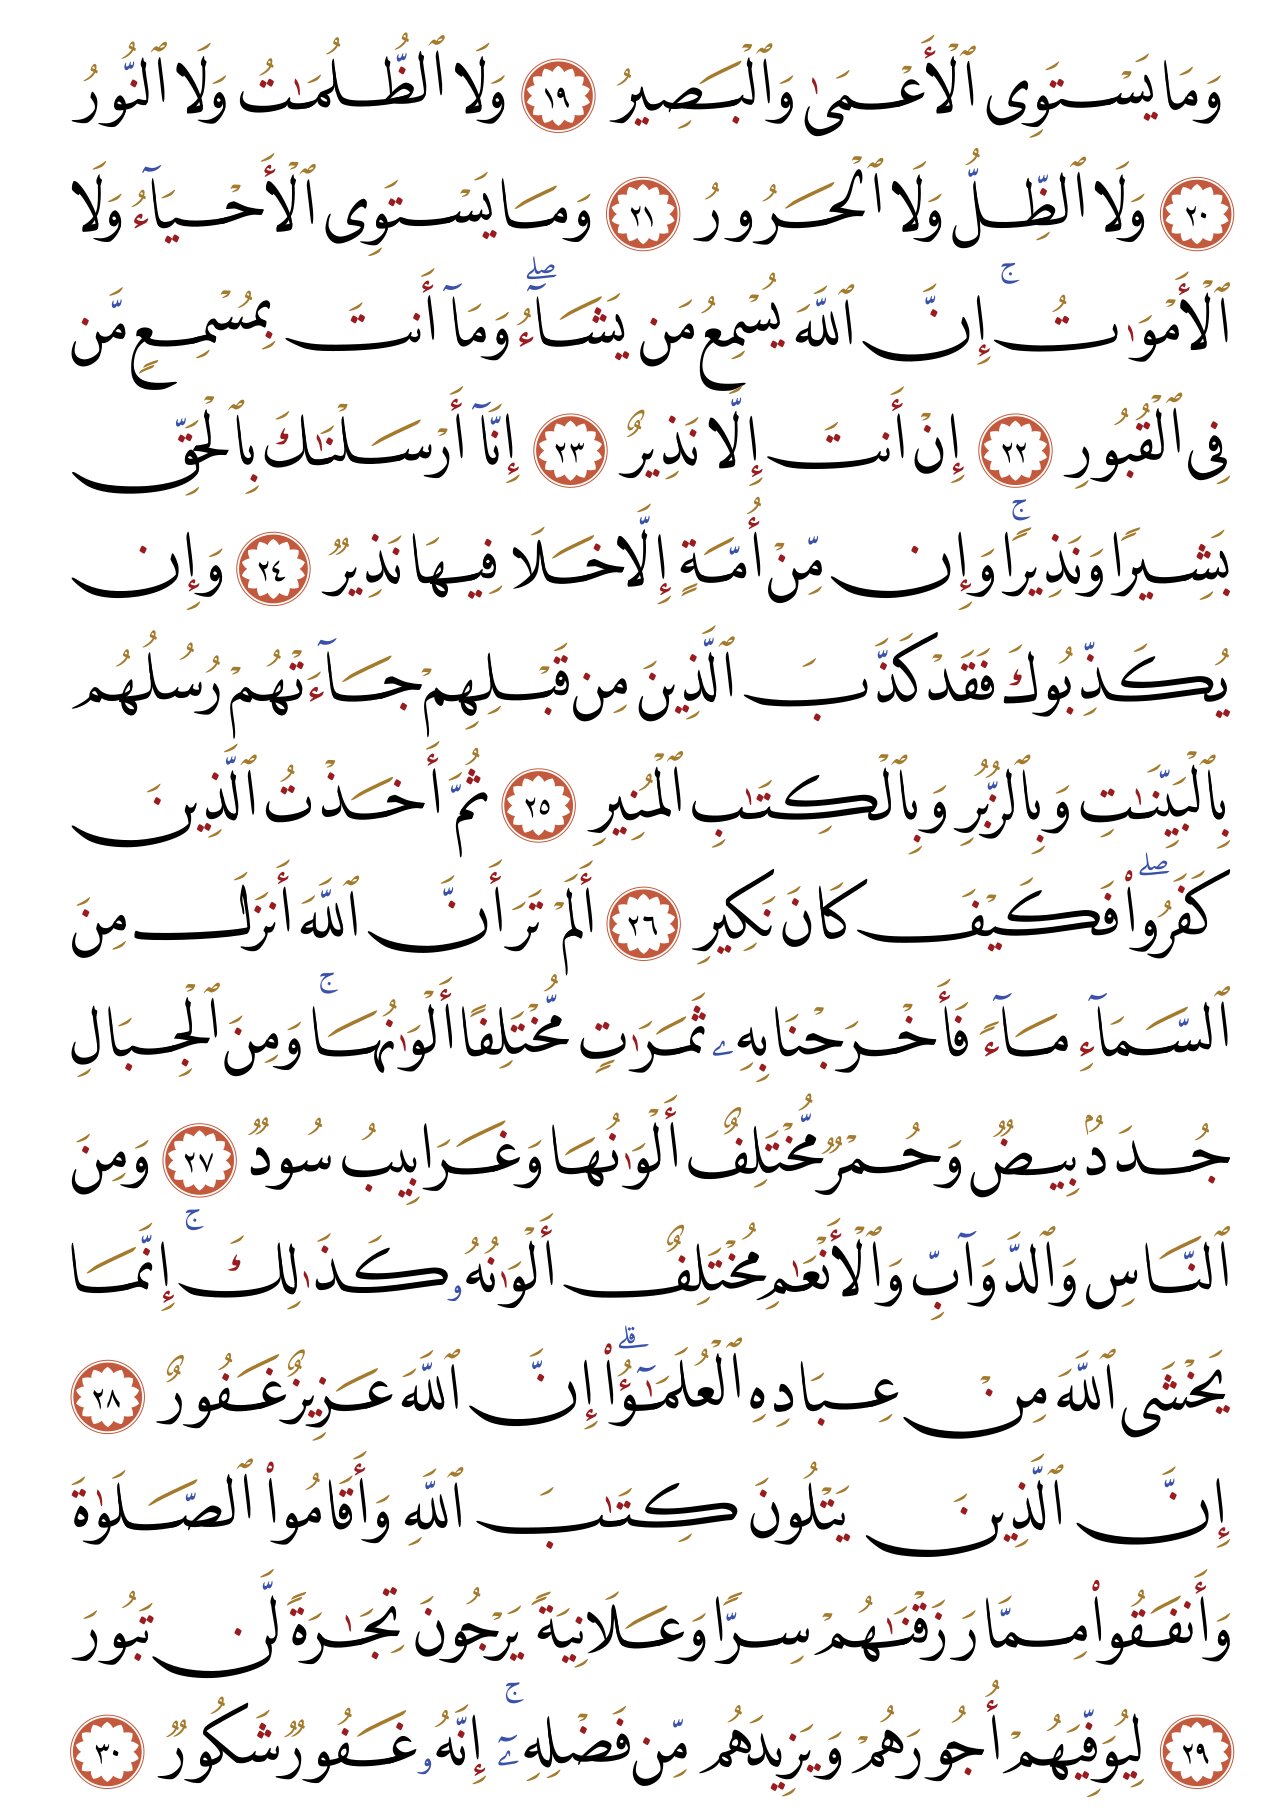 وَمَا يَسْتَوِى ٱلْأَعْمَىٰ وَٱلْبَصِيرُ ١٩ وَلَا ٱلظُّلُمَـٰتُ وَلَا ٱلنُّورُ
٢٠ وَلَا ٱلظِّلُّ وَلَا ٱلْحَرُورُ ٢١ وَمَا يَسْتَوِى ٱلْأَحْيَآءُ وَلَا
ٱلْأَمْوَٰتُ ۚ إِنَّ ٱللَّهَ يُسْمِعُ مَن يَشَآءُ ۖ وَمَآ أَنتَ بِمُسْمِعٍ مَّن
فِى ٱلْقُبُورِ ٢٢ إِنْ أَنتَ إِلَّا نَذِيرٌ ٢٣ إِنَّآ أَرْسَلْنَـٰكَ بِٱلْحَقِّ
بَشِيرًا وَنَذِيرًا ۚ وَإِن مِّنْ أُمَّةٍ إِلَّا خَلَا فِيهَا نَذِيرٌ ٢٤ وَإِن
يُكَذِّبُوكَ فَقَدْ كَذَّبَ ٱلَّذِينَ مِن قَبْلِهِمْ جَآءَتْهُمْ رُسُلُهُم
بِٱلْبَيِّنَـٰتِ وَبِٱلزُّبُرِ وَبِٱلْكِتَـٰبِ ٱلْمُنِيرِ ٢٥ ثُمَّ أَخَذْتُ ٱلَّذِينَ
كَفَرُوا۟ ۖ فَكَيْفَ كَانَ نَكِيرِ ٢٦ أَلَمْ تَرَ أَنَّ ٱللَّهَ أَنزَلَ مِنَ
ٱلسَّمَآءِ مَآءً فَأَخْرَجْنَا بِهِۦ ثَمَرَٰتٍ مُّخْتَلِفًا أَلْوَٰنُهَا ۚ وَمِنَ ٱلْجِبَالِ
جُدَدٌۢ بِيضٌ وَحُمْرٌ مُّخْتَلِفٌ أَلْوَٰنُهَا وَغَرَابِيبُ سُودٌ ٢٧ وَمِنَ
ٱلنَّاسِ وَٱلدَّوَآبِّ وَٱلْأَنْعَـٰمِ مُخْتَلِفٌ أَلْوَٰنُهُۥ كَذَٰلِكَ ۗ إِنَّمَا
يَخْشَى ٱللَّهَ مِنْ عِبَادِهِ ٱلْعُلَمَـٰٓؤُا۟ ۗ إِنَّ ٱللَّهَ عَزِيزٌ غَفُورٌ ٢٨
إِنَّ ٱلَّذِينَ يَتْلُونَ كِتَـٰبَ ٱللَّهِ وَأَقَامُوا۟ ٱلصَّلَوٰةَ
وَأَنفَقُوا۟ مِمَّا رَزَقْنَـٰهُمْ سِرًّا وَعَلَانِيَةً يَرْجُونَ تِجَـٰرَةً لَّن تَبُورَ
٢٩ لِيُوَفِّيَهُمْ أُجُورَهُمْ وَيَزِيدَهُم مِّن فَضْلِهِۦٓ ۚ إِنَّهُۥ غَفُورٌ شَكُورٌ ٣٠